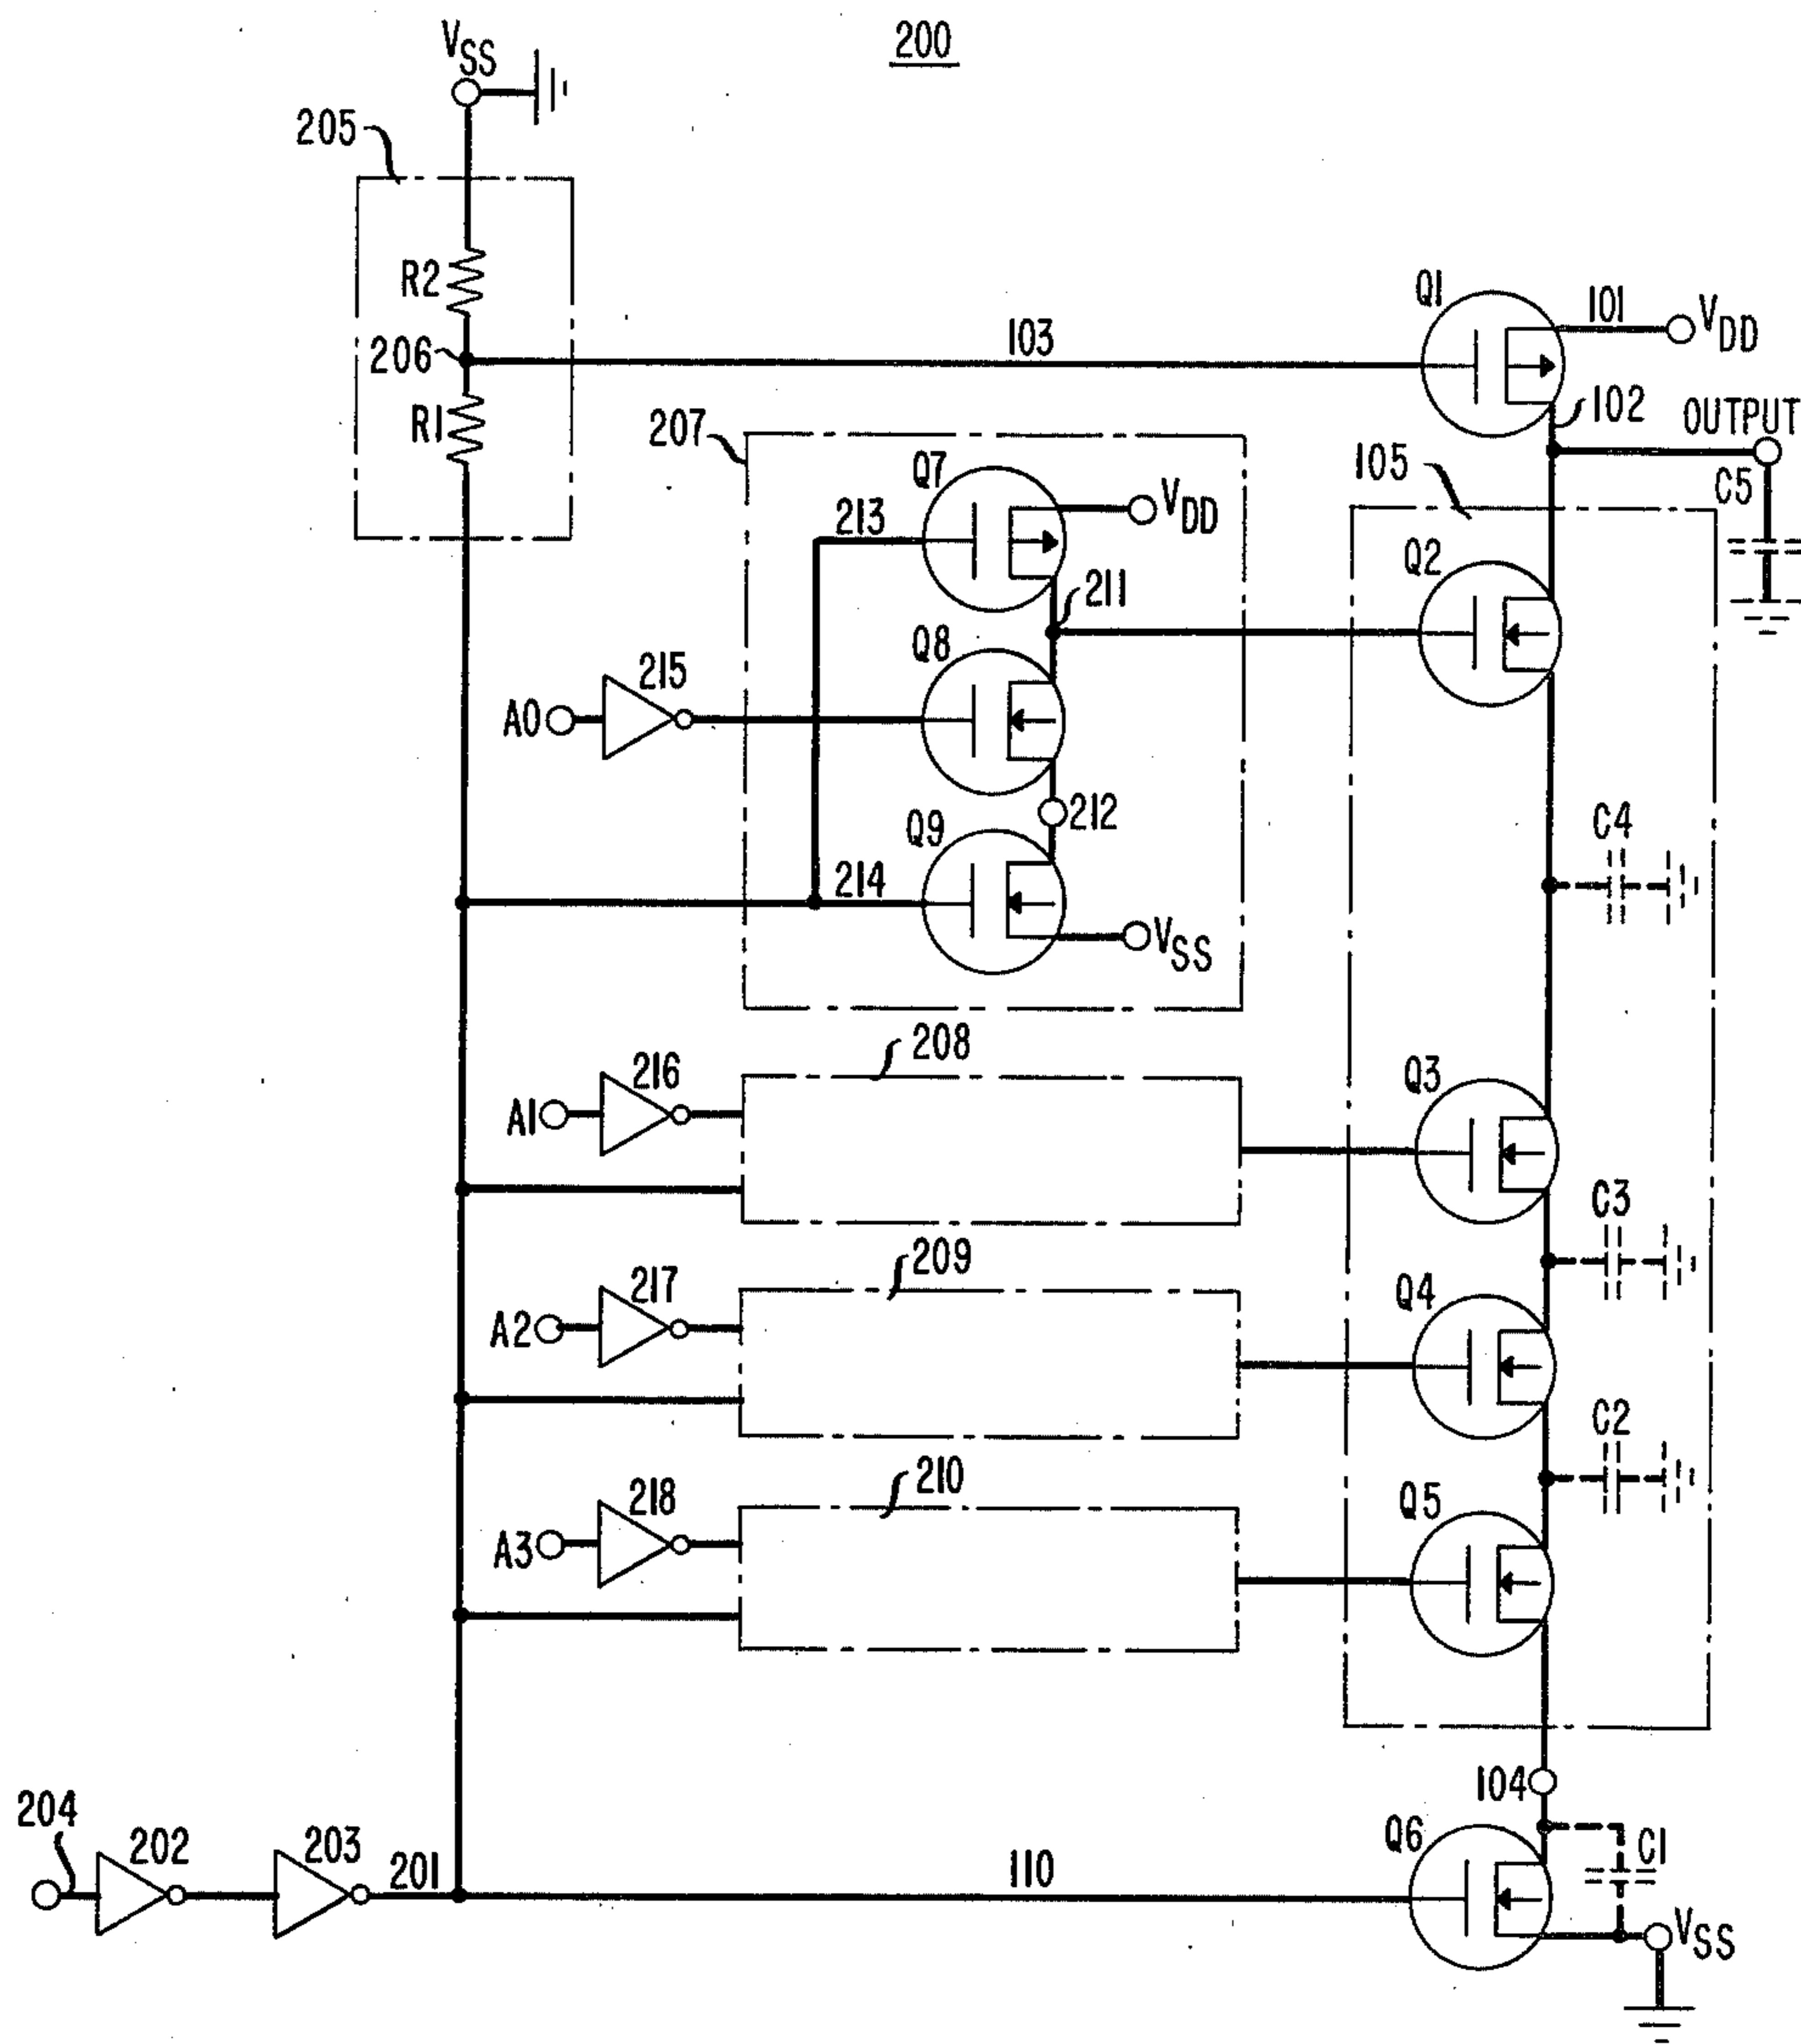 200
VSS
205
R2
206
R1
103
Q1
101
VDD
102
OUTPUT
C5
105
207
Q7
213
VDD
211
Q2
Q8
215
A0
212
Q9
214
VSS
C4
208
216
A1
Q3
C3
209
217
A2
Q4
C2
210
218
A3
Q5
104
204
202
203
201
110
Q6
C1
VSS